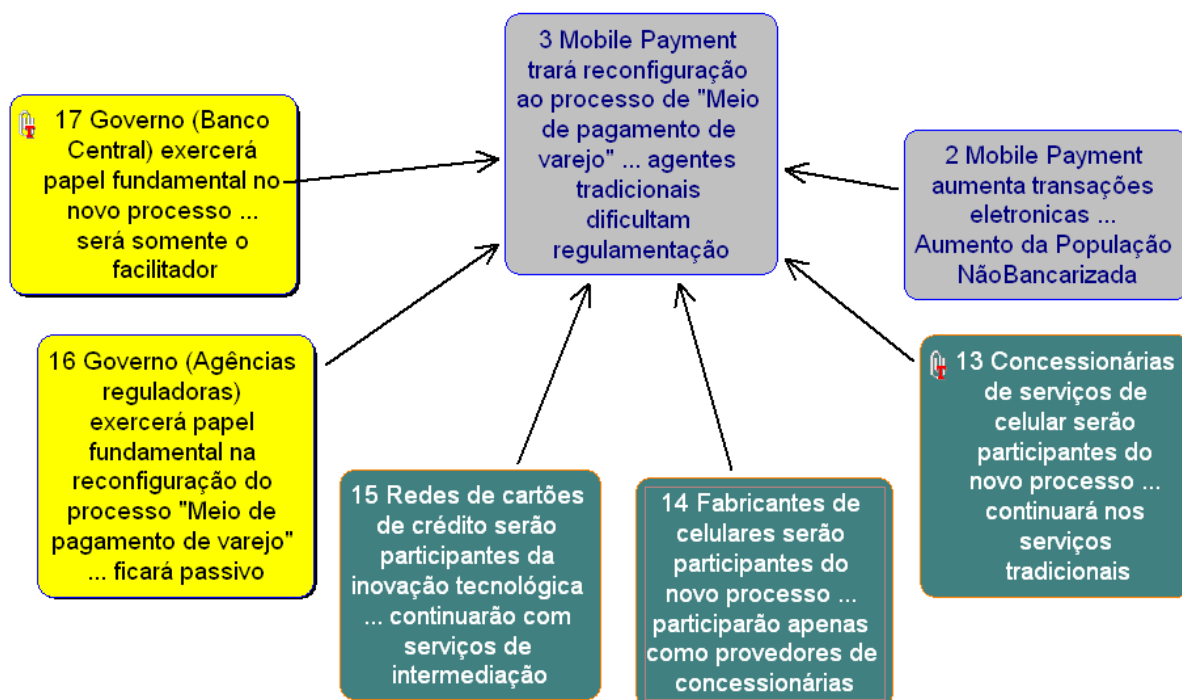 3 Mobile Payment
trará reconfiguração
ao processo de "Meio
de pagamento de
varejo" ... agentes
tradicionais
dificultam
regulamentação
17 Governo (Banco
Central) exercerá
papel fundamental no
novo processo ...
será somente o
facilitador
2 Mobile Payment
aumenta transações
eletronicas ...
Aumento da População
NãoBancarizada
16 Governo (Agências
reguladoras)
exercerá papel
fundamental na
reconfiguração do
processo "Meio de
pagamento de varejo"
... ficará passivo
13 Concessionárias
de serviços de
celular serão
participantes do
novo processo ...
continuará nos
serviços
tradicionais
15 Redes de cartões
de crédito serão
participantes da
inovação tecnológica
... continuarão com
serviços de
intermediação
14 Fabricantes de
celulares serão
participantes do
novo processo ...
participarão apenas
como provedores de
concessionárias